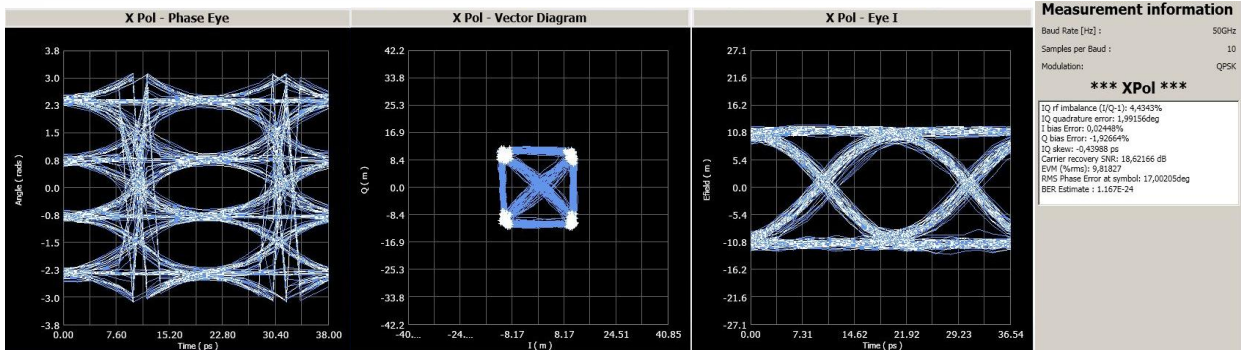 X Pol - Phase Eye
3.8
3.0
2.3
1.5
0.8
0.0
-0.8
-1.5
-2.3
-3.0
-3.8
Angle ( rads )
0.00 7.60 15.20 22.80 30.40 38.00
Time ( ps )
X Pol - Vector Diagram
42.2
33.8
25.3
16.9
8.4
0.0
-8.4
-16.9
-25.3
-33.8
-42.2
Q ( m )
-40.... -24.... -8.17 8.17 24.51 40.85
I ( m )
X Pol - Eye I
27.1
21.6
16.2
10.8
5.4
0.0
-5.4
-10.8
-16.2
-21.6
-27.1
Efield ( m )
0.00 7.31 14.62 21.92 29.23 36.54
Time ( ps )
Measurement information
Baud Rate [Hz] : 50GHz
Samples per Baud : 10
Modulation: QPSK
*** XPol ***
IQ rf imbalance (I/Q-1): 4,4343%
IQ quadrature error: 1,99156deg
I bias Error: 0,02448%
Q bias Error: -1,92664%
IQ skew: -0,43988 ps
Carrier recovery SNR: 18,62166 dB
EVM (%rms): 9,81827
RMS Phase Error at symbol: 17,00205deg
BER Estimate : 1.167E-24